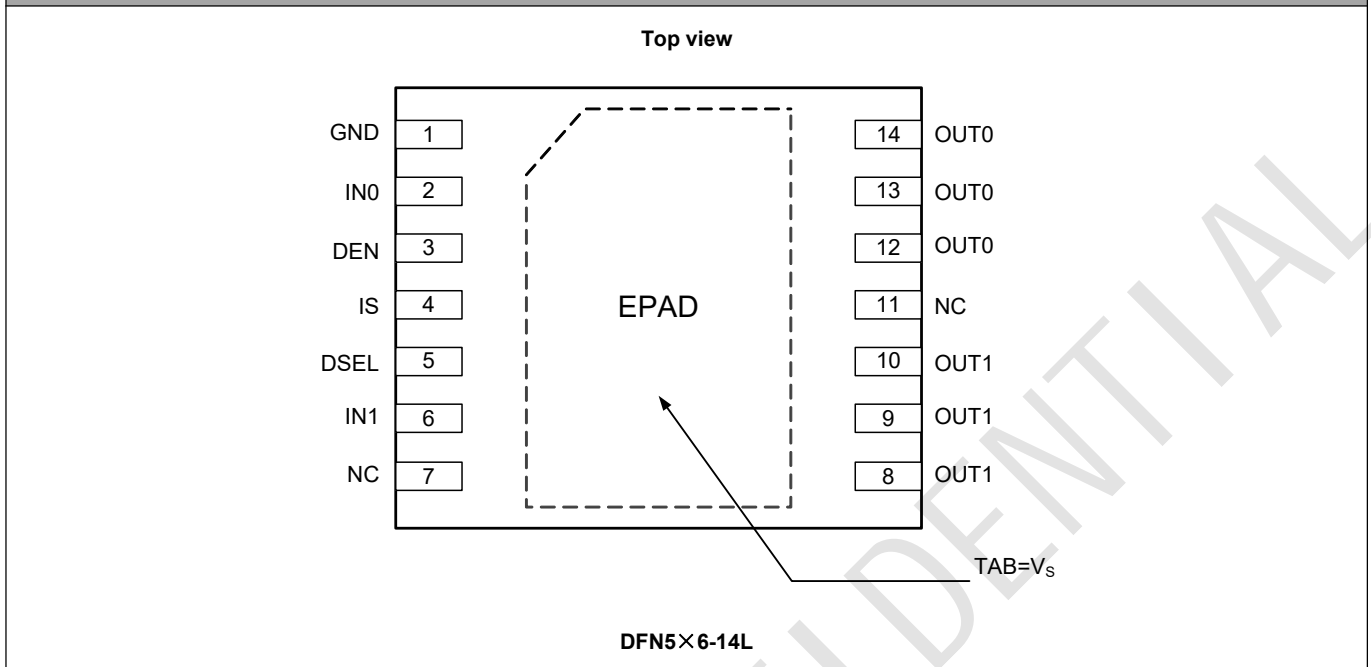 Top view
GND 1 14 OUT0
IN0 2 13 OUT0
DEN 3 12 OUT0
IS 4 EPAD 11 NC
DSEL 5 10 OUT1
IN1 6 9 OUT1
NC 7 8 OUT1
TAB=VS
DFN5×6-14L